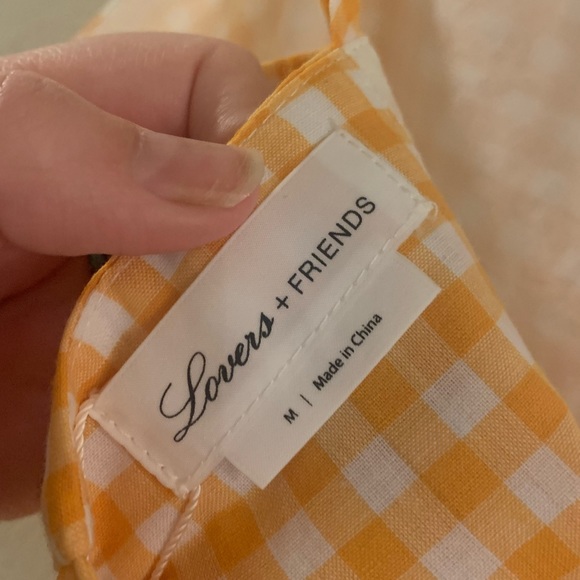 Lovers + FRIENDS
M | Made in China